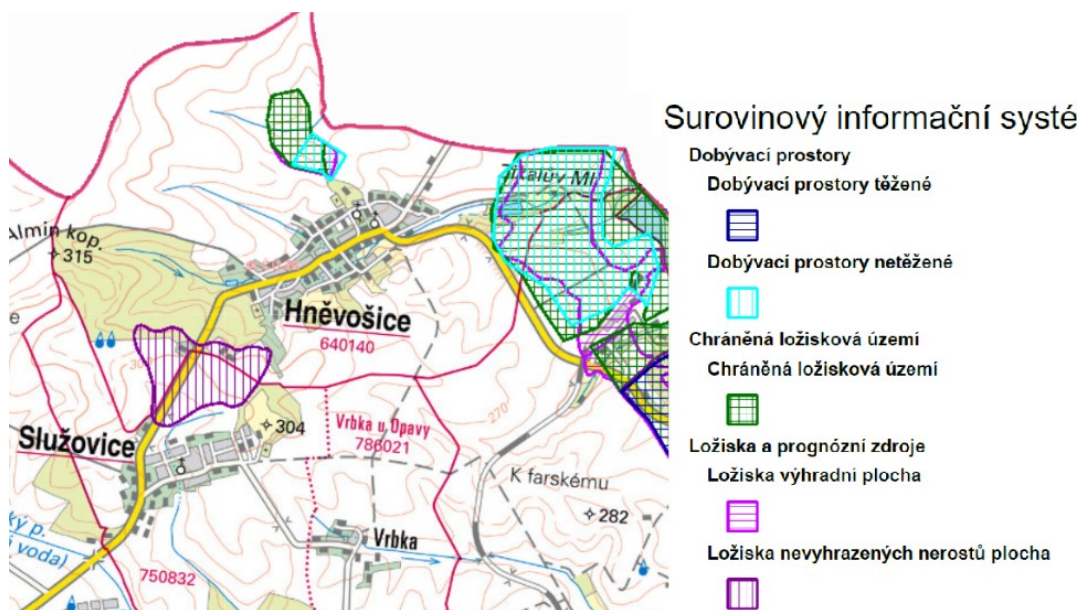 Surovinový informační systé
Dobývací prostory
Dobývací prostory těžené
Dobývací prostory netěžené
Chráněná ložisková území
Chráněná ložisková území
Ložiska a prognózní zdroje
Ložiska výhradní plocha
Ložiska nevyhrazených nerostů plocha
Almin kop.
315
Hněvošice
640140
Služovice
304
Vrbka u Opavy
786021
270
K farskému
282
Vrbka
750832
voda)